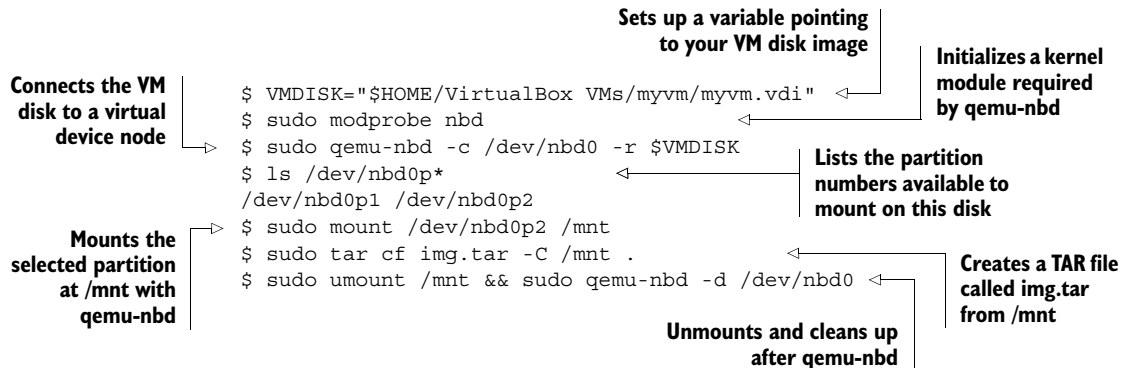 Sets up a variable pointing
to your VM disk image
Initializes a kernel
module required
by qemu-nbd
Connects the VM
disk to a virtual
device node
$ VMDISK="$HOME/VirtualBox VMs/myvm/myvm.vdi"
$ sudo modprobe nbd
$ sudo qemu-nbd -c /dev/nbd0 -r $VMDISK
$ ls /dev/nbd0p*
/dev/nbd0p1 /dev/nbd0p2
$ sudo mount /dev/nbd0p2 /mnt
$ sudo tar cf img.tar -C /mnt .
$ sudo umount /mnt && sudo qemu-nbd -d /dev/nbd0
Lists the partition
numbers available to
mount on this disk
Mounts the
selected partition
at /mnt with
qemu-nbd
Creates a TAR file
called img.tar
from /mnt
Unmounts and cleans up
after qemu-nbd